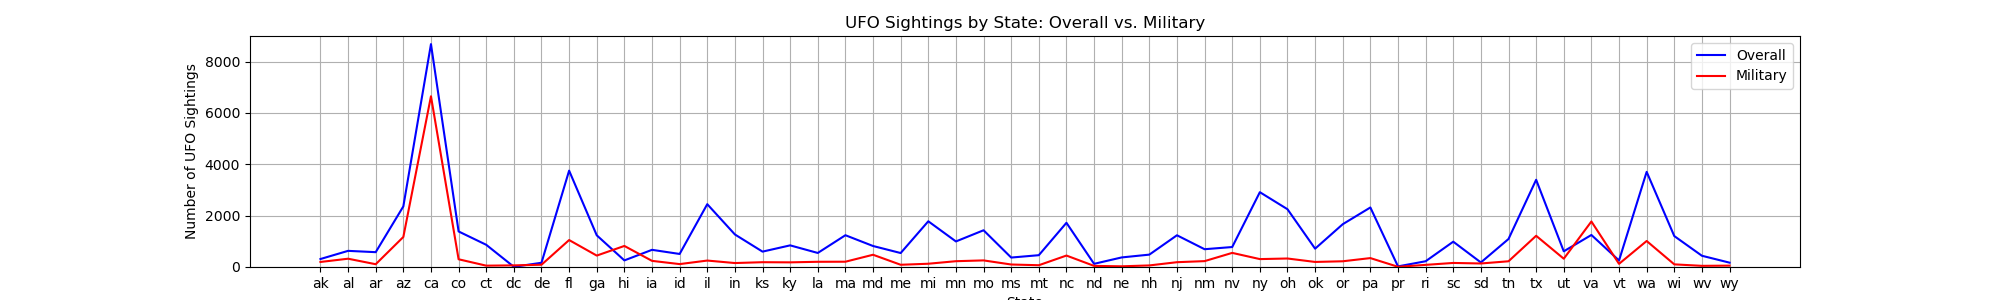 UFO Sightings by State: Overall vs. Military
Number of UFO Sightings
8000
6000
4000
2000
0
Overall
Military
ak al ar az ca co ct dc de fl ga hi ia id il in ks ky la ma md me mi mn mo ms mt nc nd ne nh nj nm nv ny oh ok or pa pr ri sc sd tn tx ut va vt wa wi wv wy
State